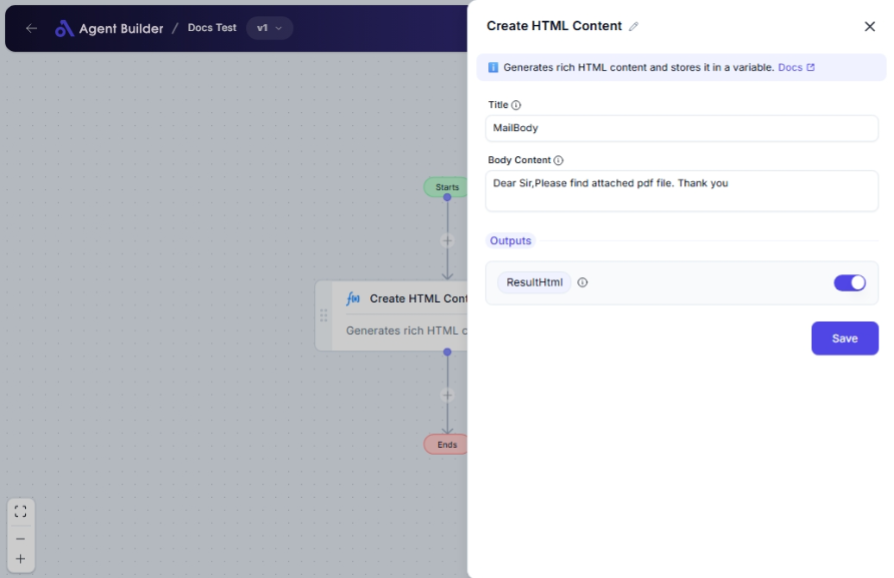 Agent Builder / Docs Test v1
Create HTML Content
Generates rich HTML content and stores it in a variable. Docs
Title
MailBody
Body Content
Dear Sir,Please find attached pdf file. Thank you
Outputs
ResultHtml
Save
Starts
Create HTML Cont
Generates rich HTML c
Ends